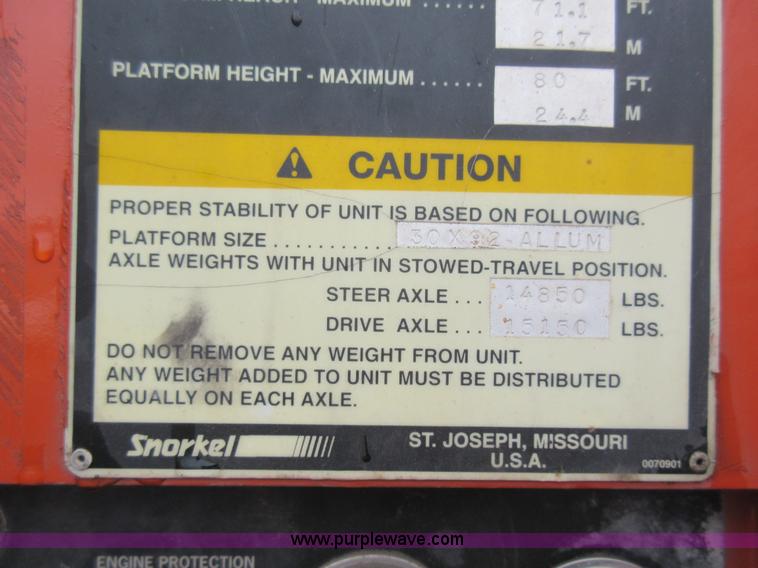 MAXIMUM ...... 71.1 FT.
21.7 M
PLATFORM HEIGHT - MAXIMUM ...... 80 FT.
24.4 M
CAUTION
PROPER STABILITY OF UNIT IS BASED ON FOLLOWING.
PLATFORM SIZE ............ ALLUM
AXLE WEIGHTS WITH UNIT IN STOWED-TRAVEL POSITION.
STEER AXLE ... 14850 LBS.
DRIVE AXLE ... 15150 LBS.
DO NOT REMOVE ANY WEIGHT FROM UNIT.
ANY WEIGHT ADDED TO UNIT MUST BE DISTRIBUTED
EQUALLY ON EACH AXLE.
Snorkel ST. JOSEPH, MISSOURI
U.S.A. 0070901
www.purplewave.com
ENGINE PROTECTION